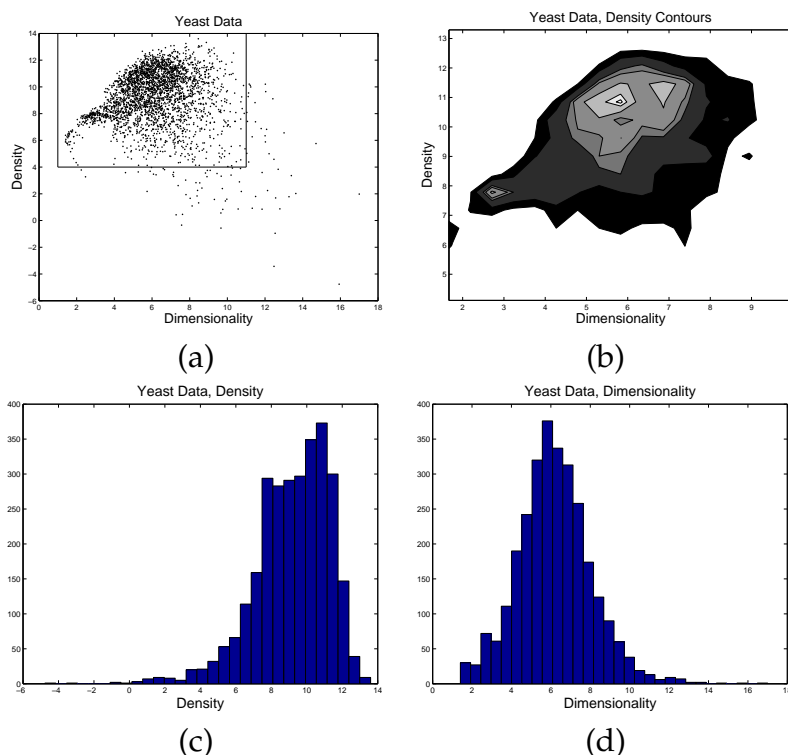 Yeast Data
14
12
10
8
6
4
2
0
−2
−4
−6
Density
0 2 4 6 8 10 12 14 16 18
Dimensionality
(a)
Yeast Data, Density Contours
13
12
11
10
9
8
7
6
5
Density
2 3 4 5 6 7 8 9
Dimensionality
(b)
Yeast Data, Density
400
350
300
250
200
150
100
50
0
−6 −4 −2 0 2 4 6 8 10 12 14
Density
(c)
Yeast Data, Dimensionality
400
350
300
250
200
150
100
50
0
0 2 4 6 8 10 12 14 16 18
Dimensionality
(d)